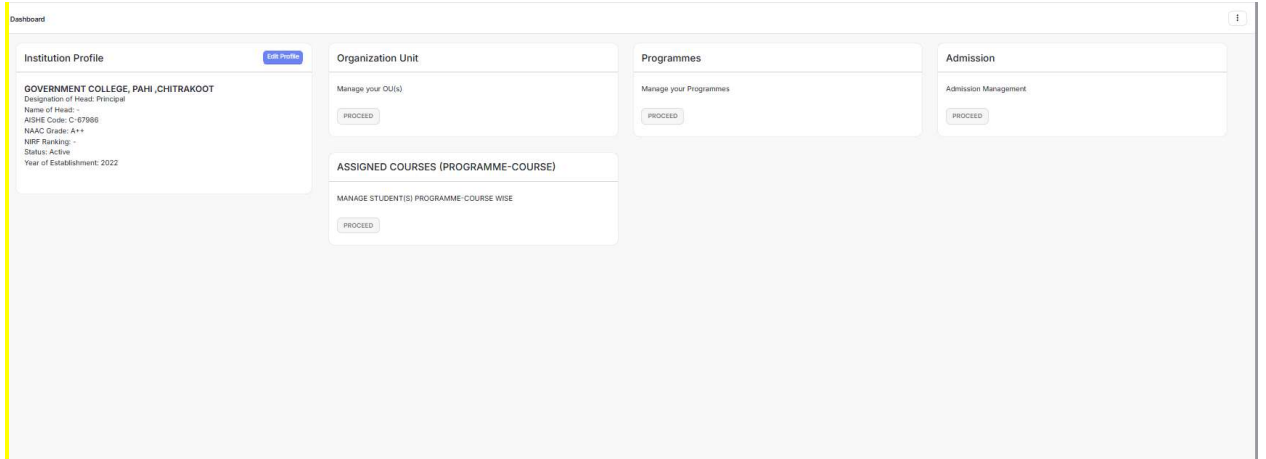 Dashboard
Institution Profile
Edit Profile
GOVERNMENT COLLEGE, PAHI ,CHITRAKOOT
Designation of Head: Principal
Name of Head: -
AISHE Code: C-67986
NAAC Grade: A++
NIRF Ranking: -
Status: Active
Year of Establishment: 2022
Organization Unit
Manage your OU(s)
PROCEED
Programmes
Manage your Programmes
PROCEED
Admission
Admission Management
PROCEED
ASSIGNED COURSES (PROGRAMME-COURSE)
MANAGE STUDENT(S) PROGRAMME-COURSE WISE
PROCEED